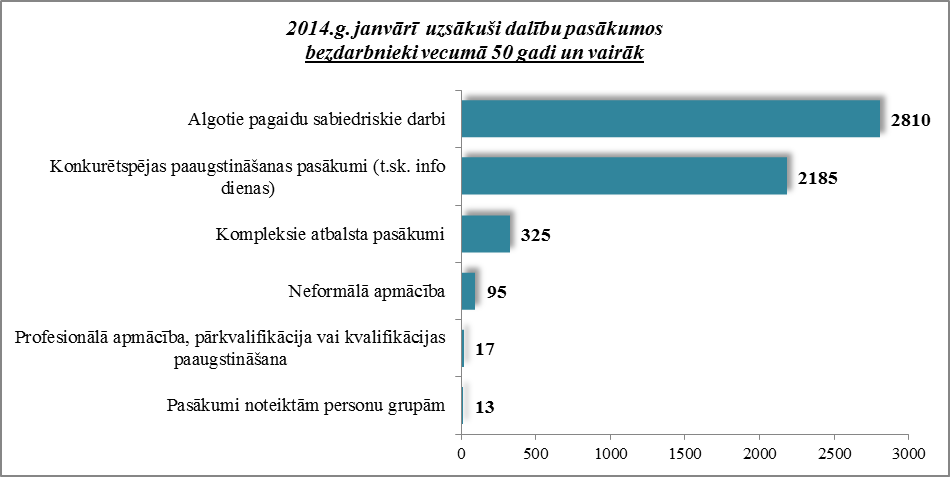 2014.g. janvārī uzsākuši dalību pasākumos
bezdarbnieki vecumā 50 gadi un vairāk
Algotie pagaidu sabiedriskie darbi
2810
Konkurētspējas paaugstināšanas pasākumi (t.sk. info
dienas)
2185
Kompleksie atbalsta pasākumi
325
Neformālā apmācība
95
Profesionālā apmācība, pārkvalifikācija vai kvalifikācijas
paaugstināšana
17
Pasākumi noteiktām personu grupām
13
0 500 1000 1500 2000 2500 3000